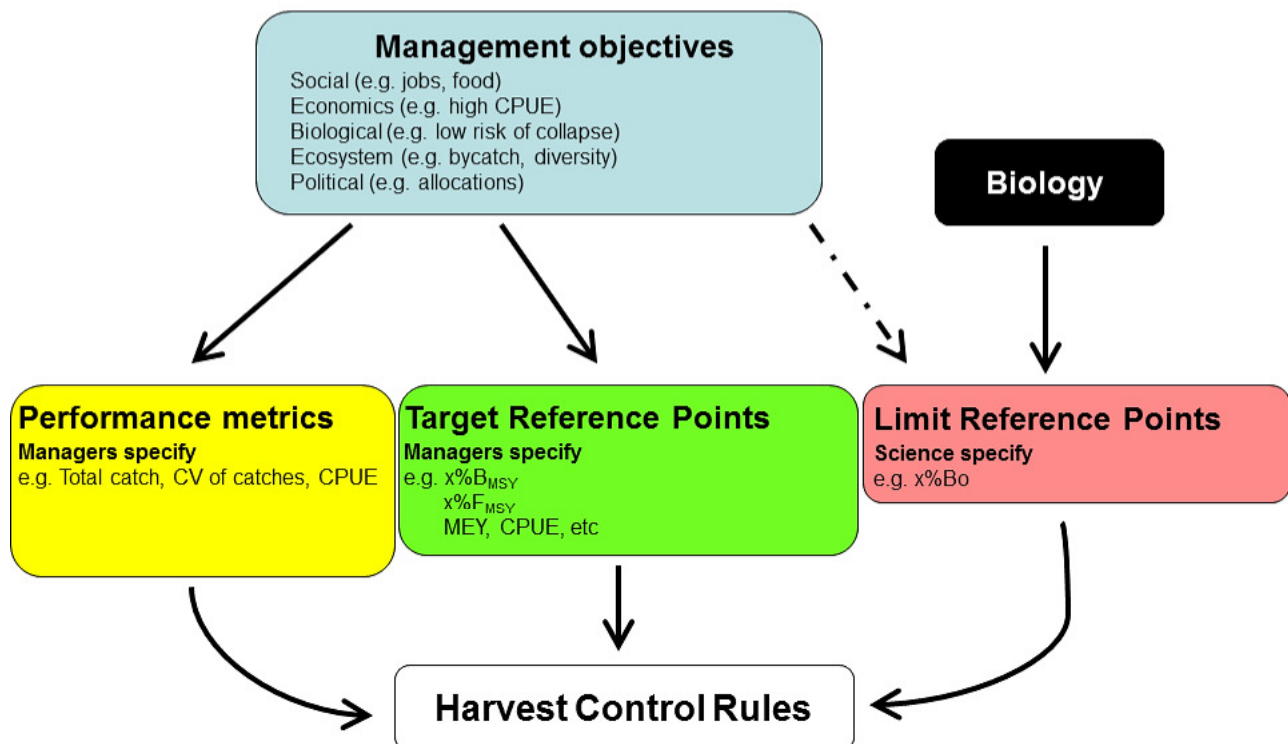 Management objectives
Social (e.g. jobs, food)
Economics (e.g. high CPUE)
Biological (e.g. low risk of collapse)
Ecosystem (e.g. bycatch, diversity)
Political (e.g. allocations)
Biology
Performance metrics
Managers specify
e.g. Total catch, CV of catches, CPUE
Target Reference Points
Managers specify
e.g. x%BMSY
x%FMSY
MEY, CPUE, etc
Limit Reference Points
Science specify
e.g. x%Bo
Harvest Control Rules